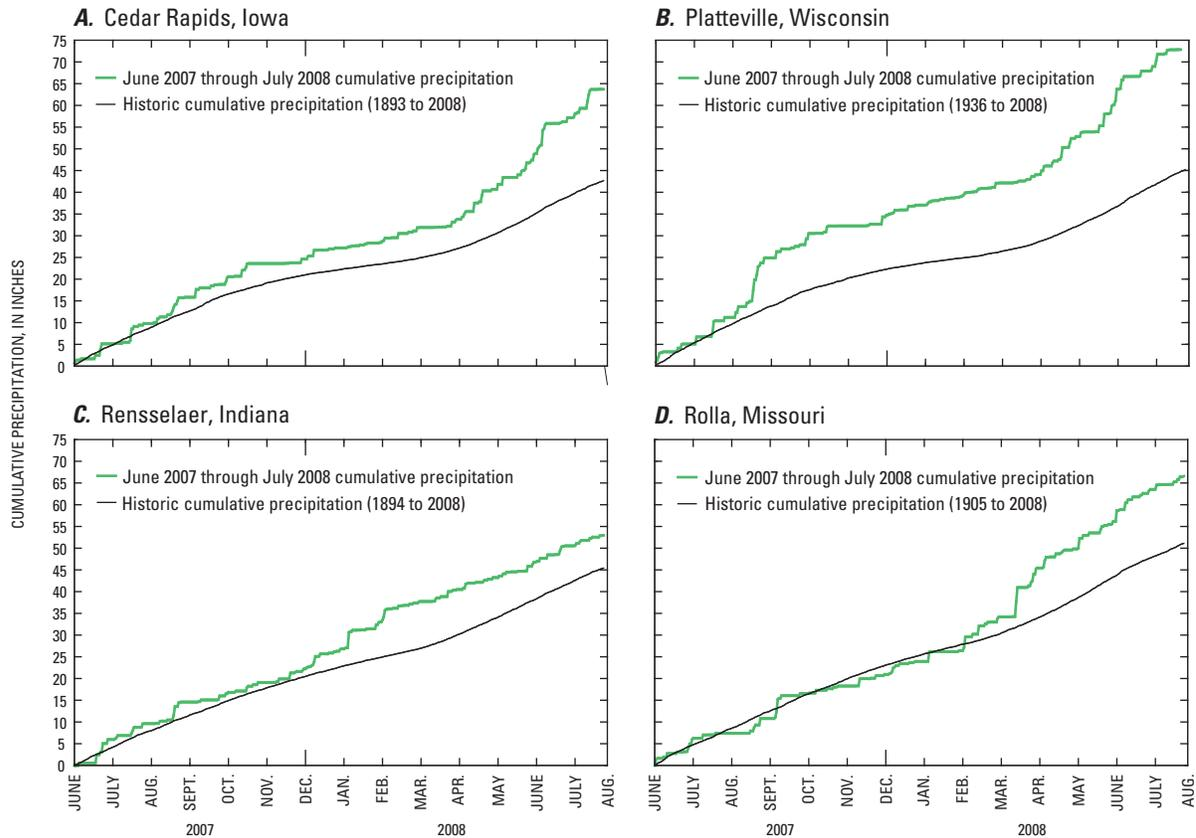 A. Cedar Rapids, Iowa
75
70
65
60
55
50
45
40
35
30
25
20
15
10
5
0
June 2007 through July 2008 cumulative precipitation
Historic cumulative precipitation (1893 to 2008)
B. Platteville, Wisconsin
June 2007 through July 2008 cumulative precipitation
Historic cumulative precipitation (1936 to 2008)
CUMULATIVE PRECIPITATION, IN INCHES
C. Rensselaer, Indiana
75
70
65
60
55
50
45
40
35
30
25
20
15
10
5
0
June 2007 through July 2008 cumulative precipitation
Historic cumulative precipitation (1894 to 2008)
JUNE
JULY
AUG.
SEPT.
OCT.
NOV.
DEC.
JAN.
FEB.
MAR.
APR.
MAY
JUNE
JULY
AUG.
2007
2008
D. Rolla, Missouri
June 2007 through July 2008 cumulative precipitation
Historic cumulative precipitation (1905 to 2008)
JUNE
JULY
AUG.
SEPT.
OCT.
NOV.
DEC.
JAN.
FEB.
MAR.
APR.
MAY
JUNE
JULY
AUG.
2007
2008